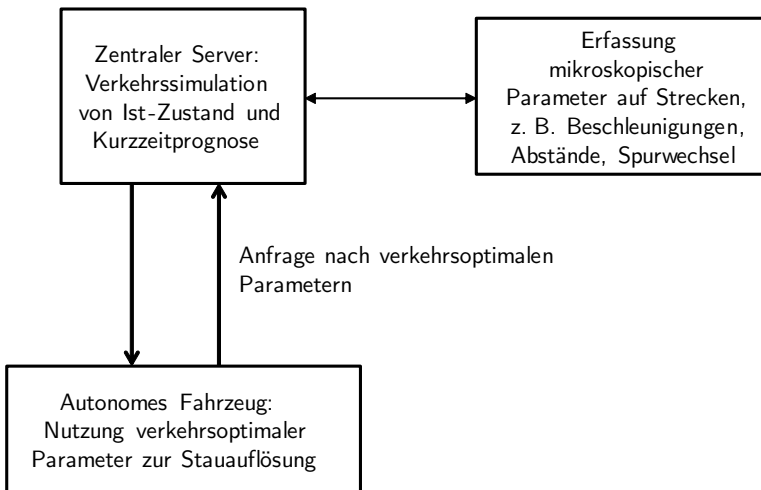 Zentraler Server:
Verkehrssimulation
von Ist-Zustand und
Kurzzeitprognose
Erfassung
mikroskopischer
Parameter auf Strecken,
z. B. Beschleunigungen,
Abstände, Spurwechsel
Anfrage nach verkehrsoptimalen
Parametern
Autonomes Fahrzeug:
Nutzung verkehrsoptimaler
Parameter zur Stauauflösung